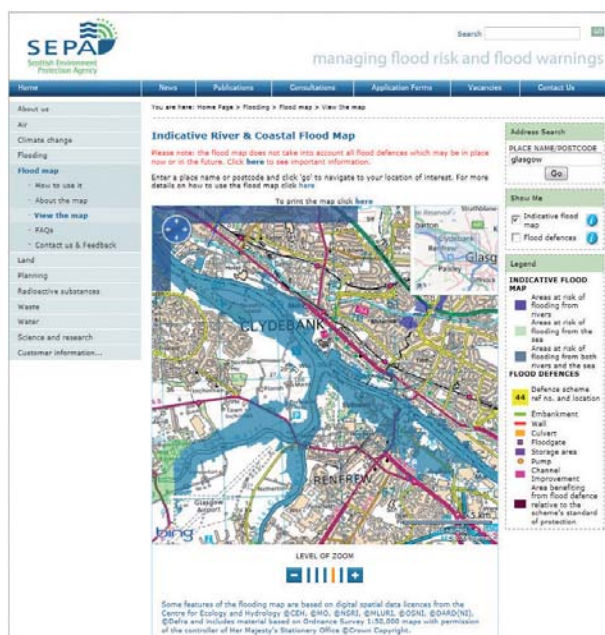 SEPA
Scottish Environment
Protection Agency
Search
GO
managing flood risk and flood warnings
Home
News
Publications
Consultations
Application Forms
Vacancies
Contact Us
About us
Air
Climate change
Flooding
Flood map
How to use it
About the map
View the map
FAQs
Contact us & Feedback
Land
Planning
Radioactive substances
Waste
Water
Science and research
Customer information...
You are here: Home Page > Flooding > Flood map > View the map
Indicative River & Coastal Flood Map
Please note: the flood map does not take into account all flood defences which may be in place
now or in the future. Click here to see important information.
Enter a place name or postcode and click 'go' to navigate to your location of interest. For more
details on how to use the flood map click here
To print the map click here
Clydebank
Renfrew
Paisley
Glasg
CLYDEBANK
RENFREW
Glasgow
Airport
bing
LEVEL OF ZOOM
Some features of the flooding map are based on digital spatial data licences from the
Centre for Ecology and Hydrology ©CEH, ©MO, ©NSRI, ©MLURI, ©OSNI, ©DARD(NI),
©Defra and includes material based on Ordnance Survey 1:50,000 maps with permission
of the controller of Her Majesty's Stationery Office ©Crown Copyright.
Address Search
PLACE NAME/POSTCODE
glasgow
Go
Show Me
Indicative flood
map
Flood defences
Legend
INDICATIVE FLOOD
MAP
Areas at risk of
flooding from
rivers
Areas at risk of
flooding from the
sea
Areas at risk of
flooding from both
rivers and the sea
FLOOD DEFENCES
44
Defence scheme
ref no. and location
Embankment
Wall
Culvert
Floodgate
Storage area
Pump
Channel
Improvement
Area benefiting
from flood defence
relative to the
scheme's standard
of protection